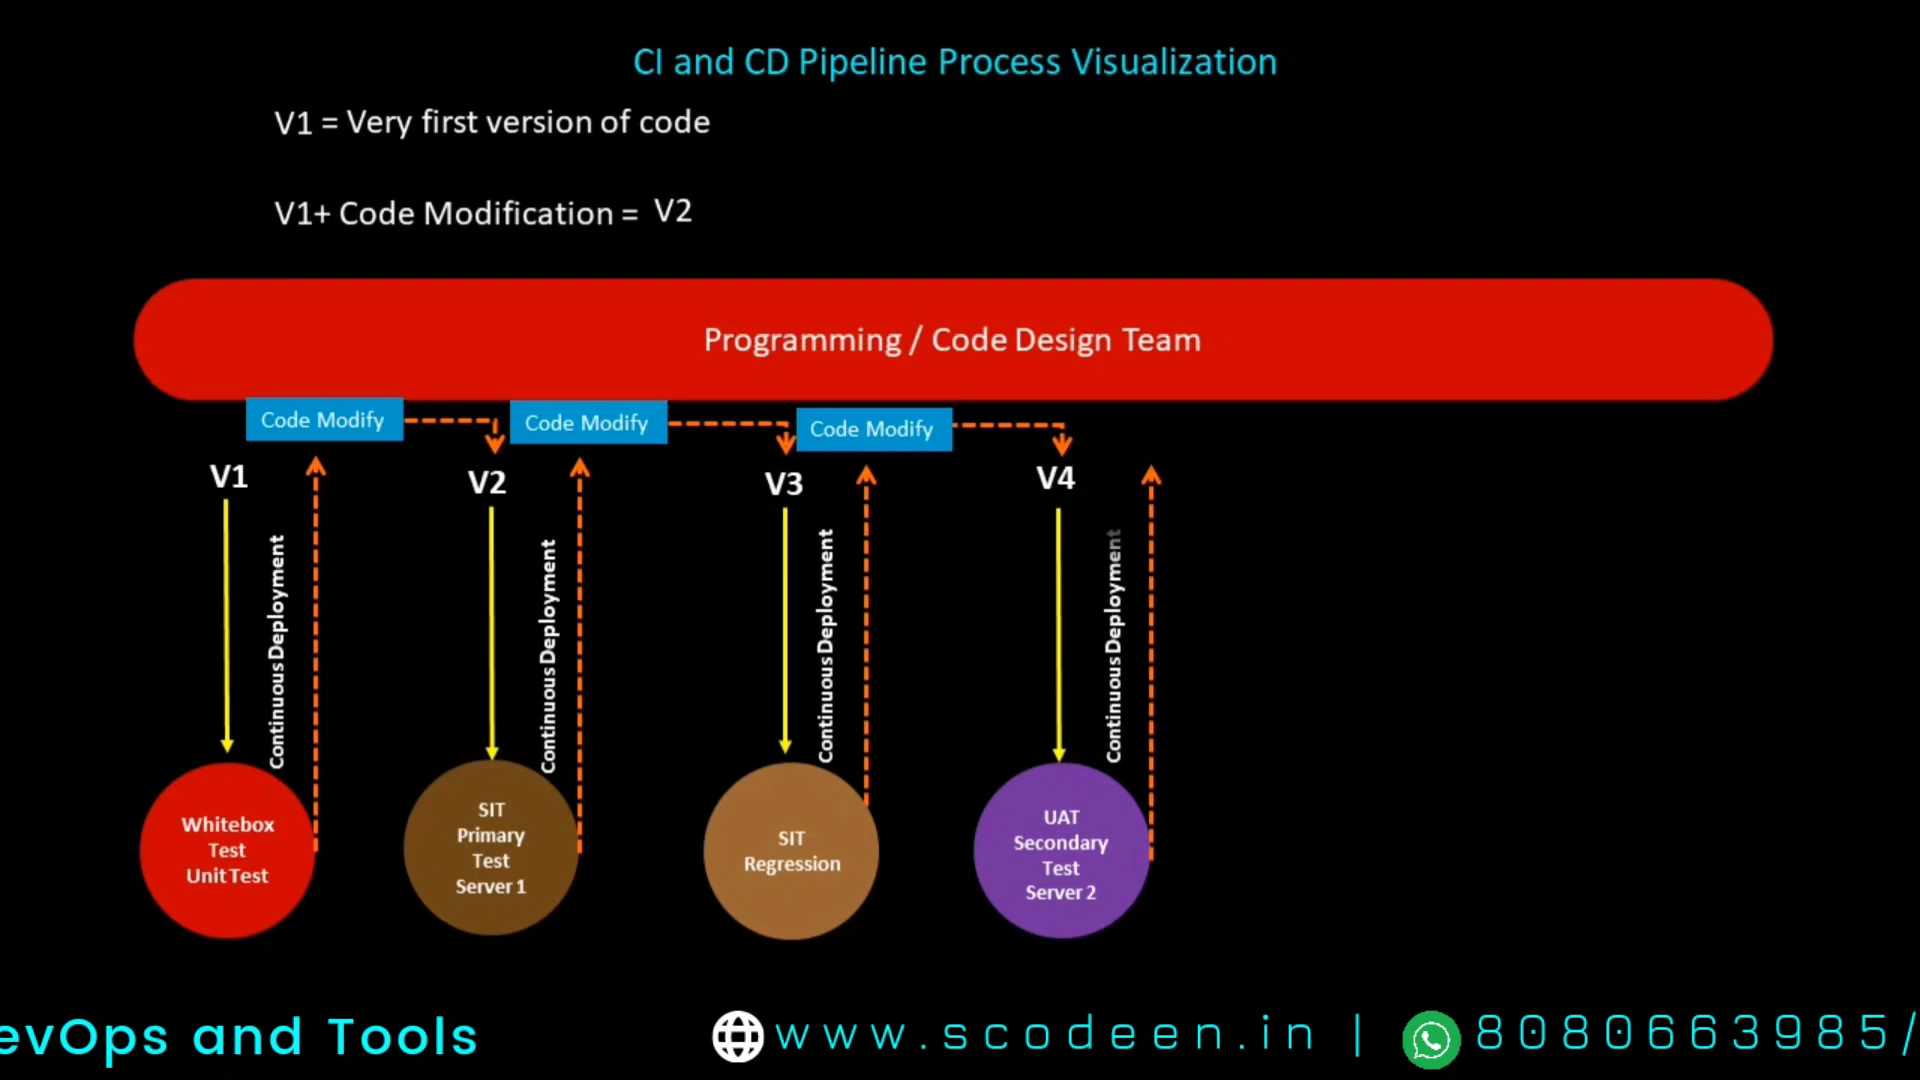 CI and CD Pipeline Process Visualization
V1 = Very first version of code
V1+ Code Modification = V2
Programming / Code Design Team
Code Modify
Code Modify
Code Modify
V1
V2
V3
V4
Continuous Deployment
Continuous Deployment
Continuous Deployment
Continuous Deployment
Whitebox
Test
Unit Test
SIT
Primary
Test
Server 1
SIT
Regression
UAT
Secondary
Test
Server 2
evOps and Tools
www.scodeen.in | 8080663985/